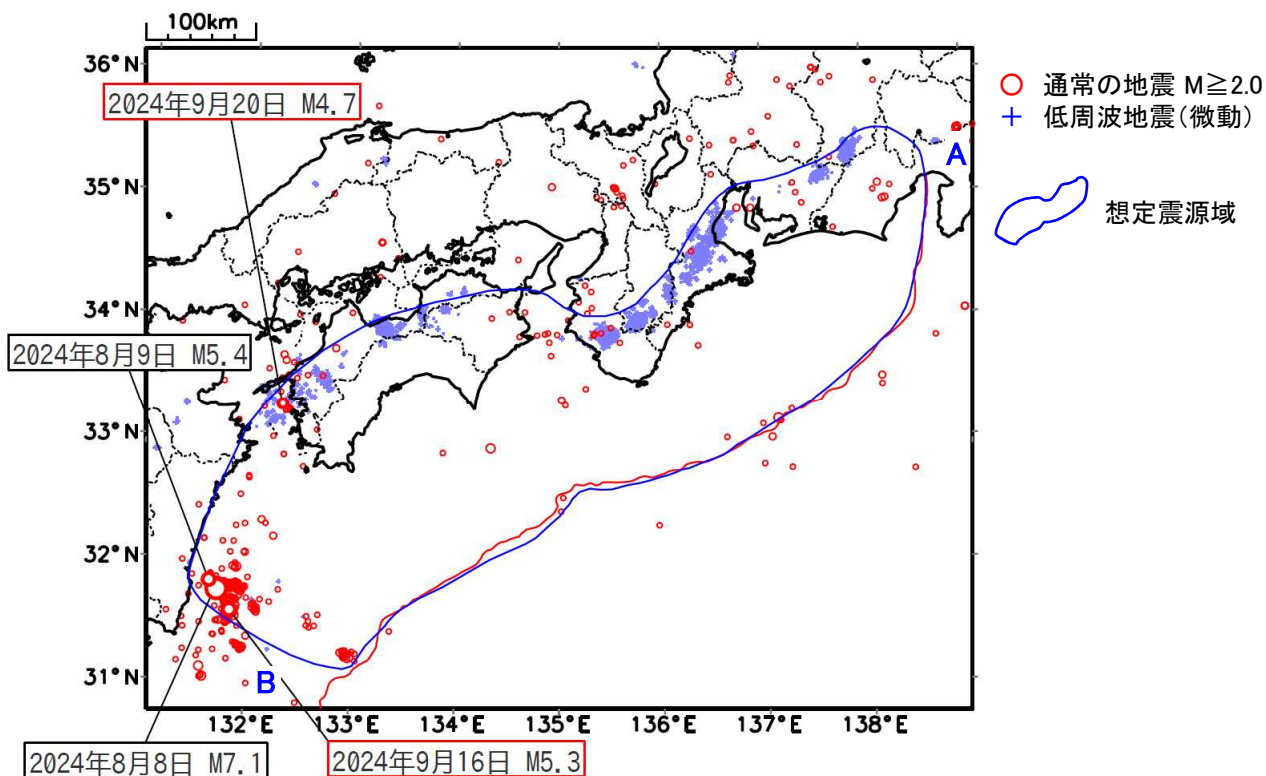 100km
36°N
2024年9月20日 M4.7
○ 通常の地震 M≧2.0
+ 低周波地震(微動)
A
35°N
想定震源域
34°N
2024年8月9日 M5.4
33°N
32°N
31°N
B
132°E 133°E 134°E 135°E 136°E 137°E 138°E
2024年8月8日 M7.1
2024年9月16日 M5.3